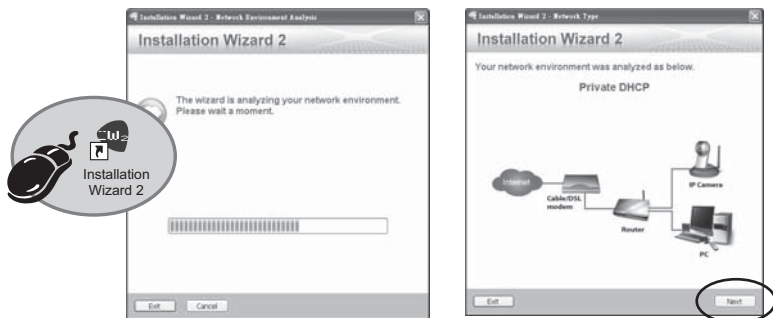 Installation Wizard 2 - Network Environment Analysis
Installation Wizard 2
The wizard is analyzing your network environment.
Please wait a moment.
IW2
Installation
Wizard 2
Exit
Cancel
Installation Wizard 2 - Network Type
Installation Wizard 2
Your network environment was analyzed as below.
Private DHCP
Internet
Cable/DSL
modem
Router
IP Camera
PC
Exit
Next